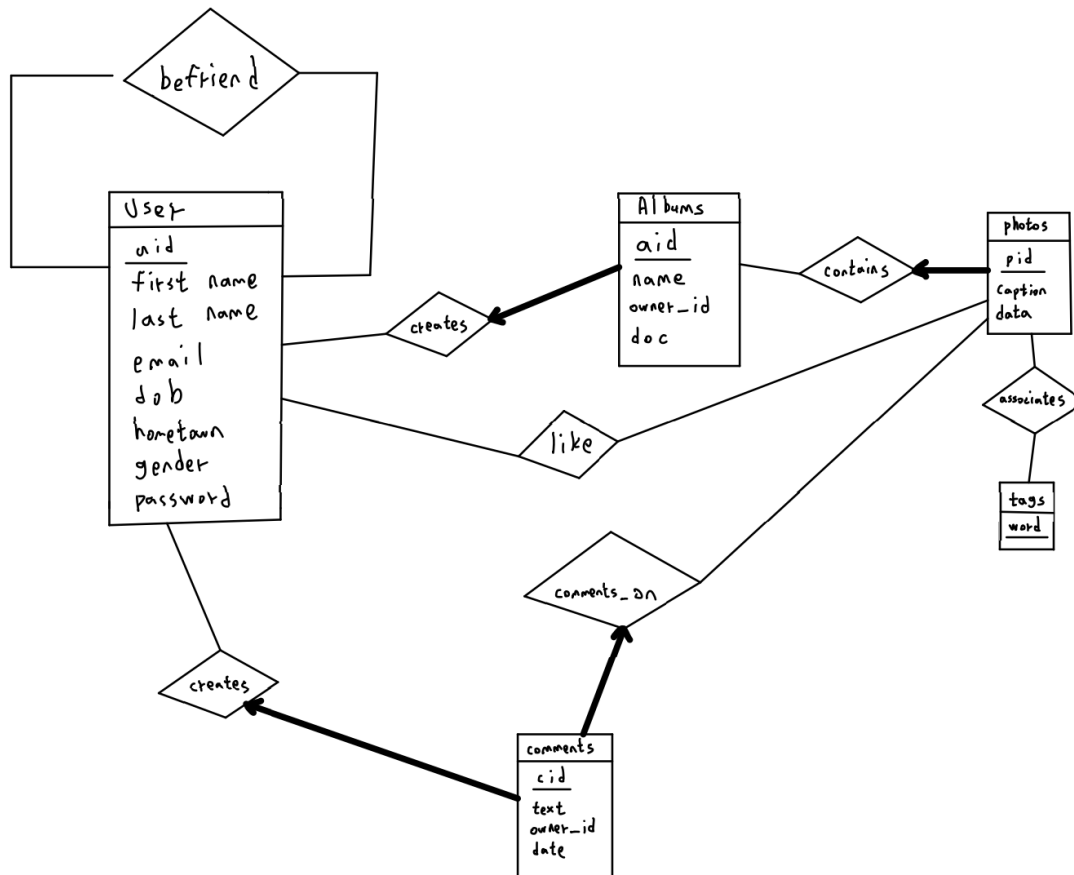 befriend
User
uid
first name
last name
email
dob
hometown
gender
password
creates
Albums
aid
name
owner_id
doc
contains
photos
pid
caption
data
like
associates
tags
word
comments_on
creates
comments
cid
text
owner_id
date